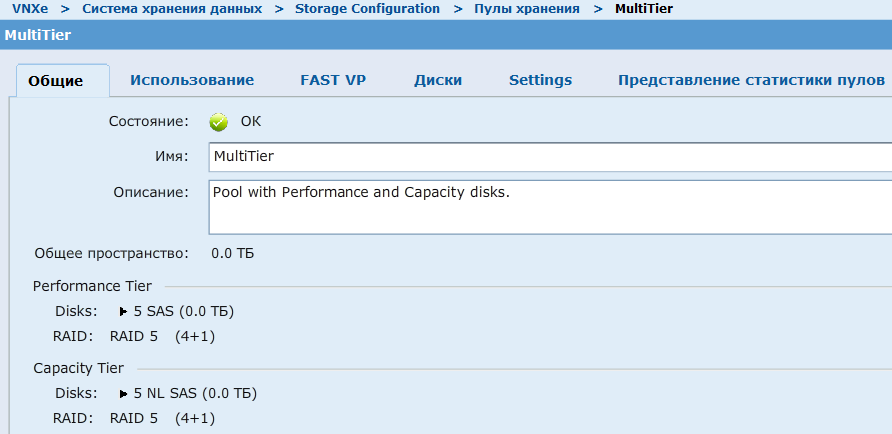 VNXe > Система хранения данных > Storage Configuration > Пулы хранения > MultiTier
MultiTier
Общие Использование FAST VP Диски Settings Представление статистики пулов
Состояние: OK
Имя: MultiTier
Описание: Pool with Performance and Capacity disks.
Общее пространство: 0.0 ТБ
Performance Tier
Disks: 5 SAS (0.0 ТБ)
RAID: RAID 5 (4+1)
Capacity Tier
Disks: 5 NL SAS (0.0 ТБ)
RAID: RAID 5 (4+1)